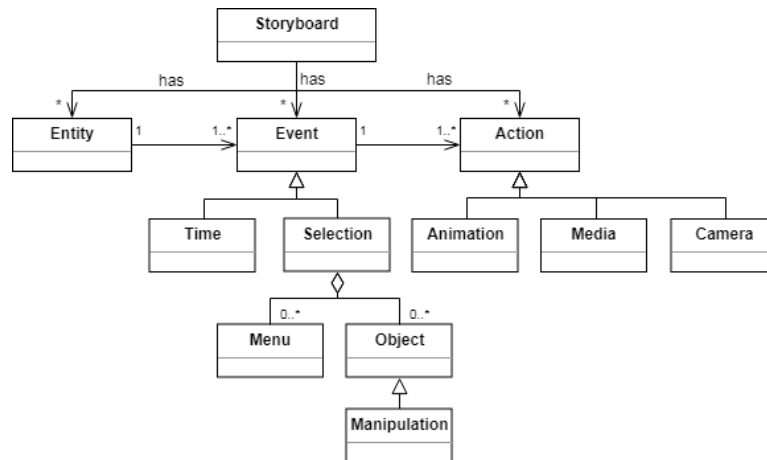 Storyboard
has has has
* * *
Entity 1 1..* Event 1 1..* Action
Time Selection Animation Media Camera
0..* 0..*
Menu Object
Manipulation